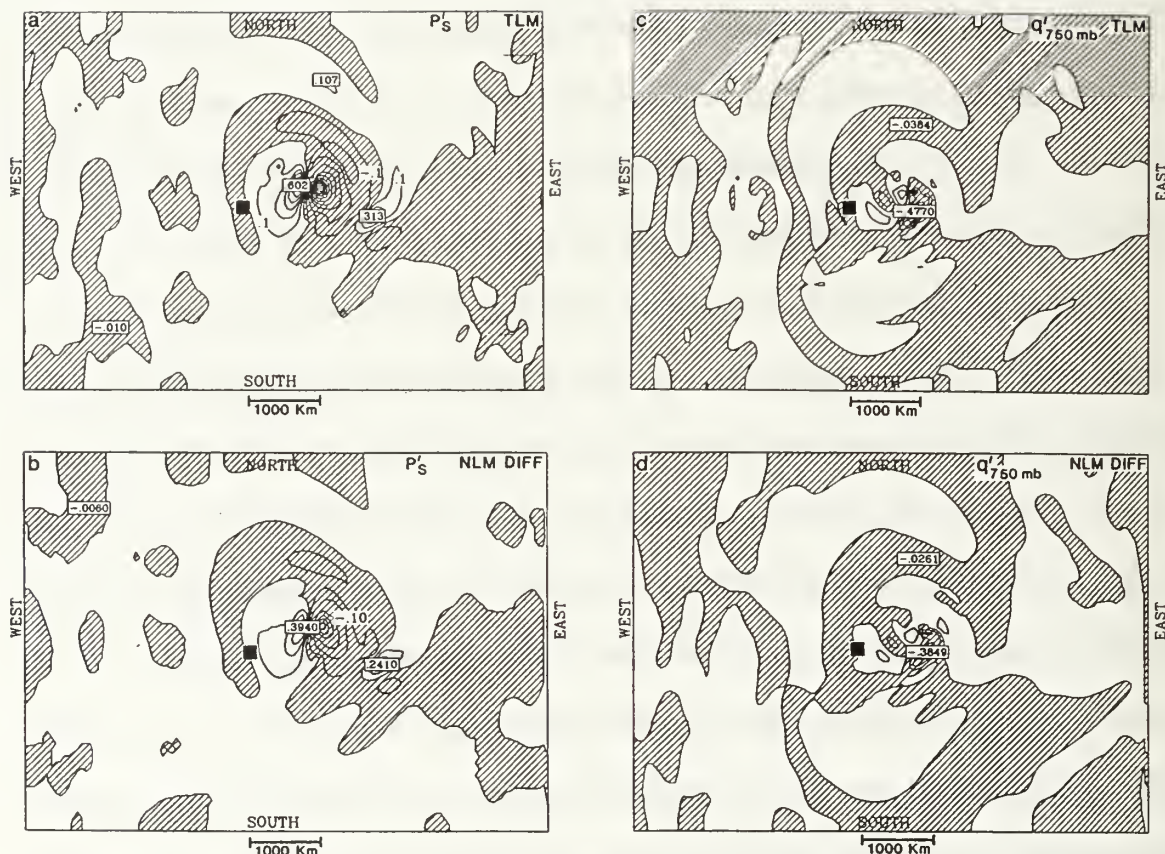 a P's TLM
NORTH
.107
-.1
.1
.602
.313
.1
-.010
WEST
EAST
SOUTH
1000 Km
c q'750 mb TLM
NORTH
-.0384
-.4770
WEST
EAST
SOUTH
1000 Km
b P's NLM DIFF
NORTH
-.0060
-.10
.3940
.2410
WEST
EAST
SOUTH
1000 Km
d q'750 mb NLM DIFF
NORTH
-.0261
-.3849
WEST
EAST
SOUTH
1000 Km